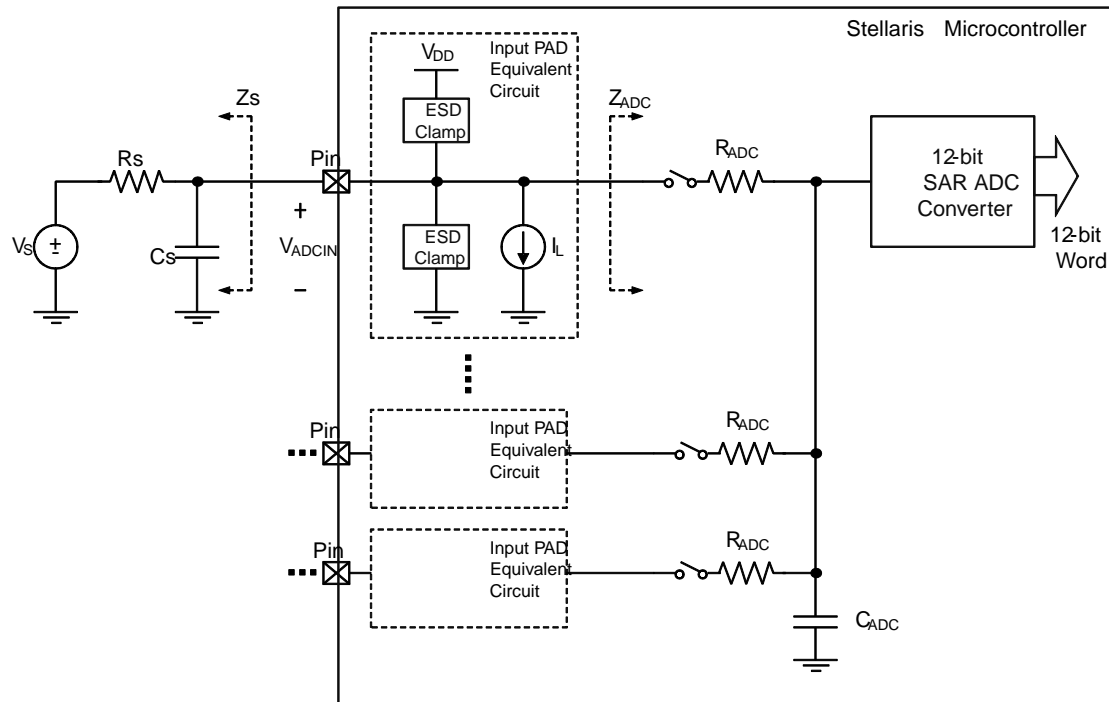 Stellaris Microcontroller
Input PAD
Equivalent
Circuit
VDD
ESD
Clamp
Zs
ZADC
Rs
Pin
RADC
12-bit
SAR ADC
Converter
+
VADCIN
−
VS
±
Cs
ESD
Clamp
IL
12-bit
Word
Pin
Input PAD
Equivalent
Circuit
RADC
Pin
Input PAD
Equivalent
Circuit
RADC
CADC